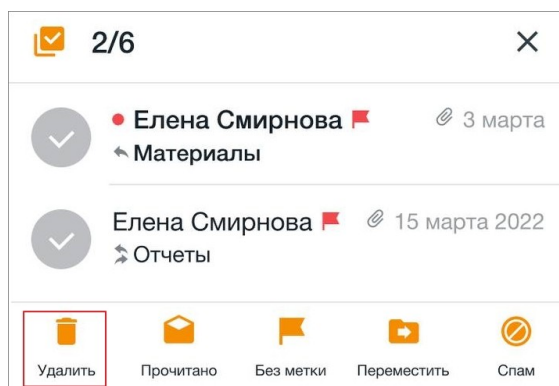 2/6
Елена Смирнова 3 марта
Материалы
Елена Смирнова 15 марта 2022
Отчеты
Удалить Прочитано Без метки Переместить Спам